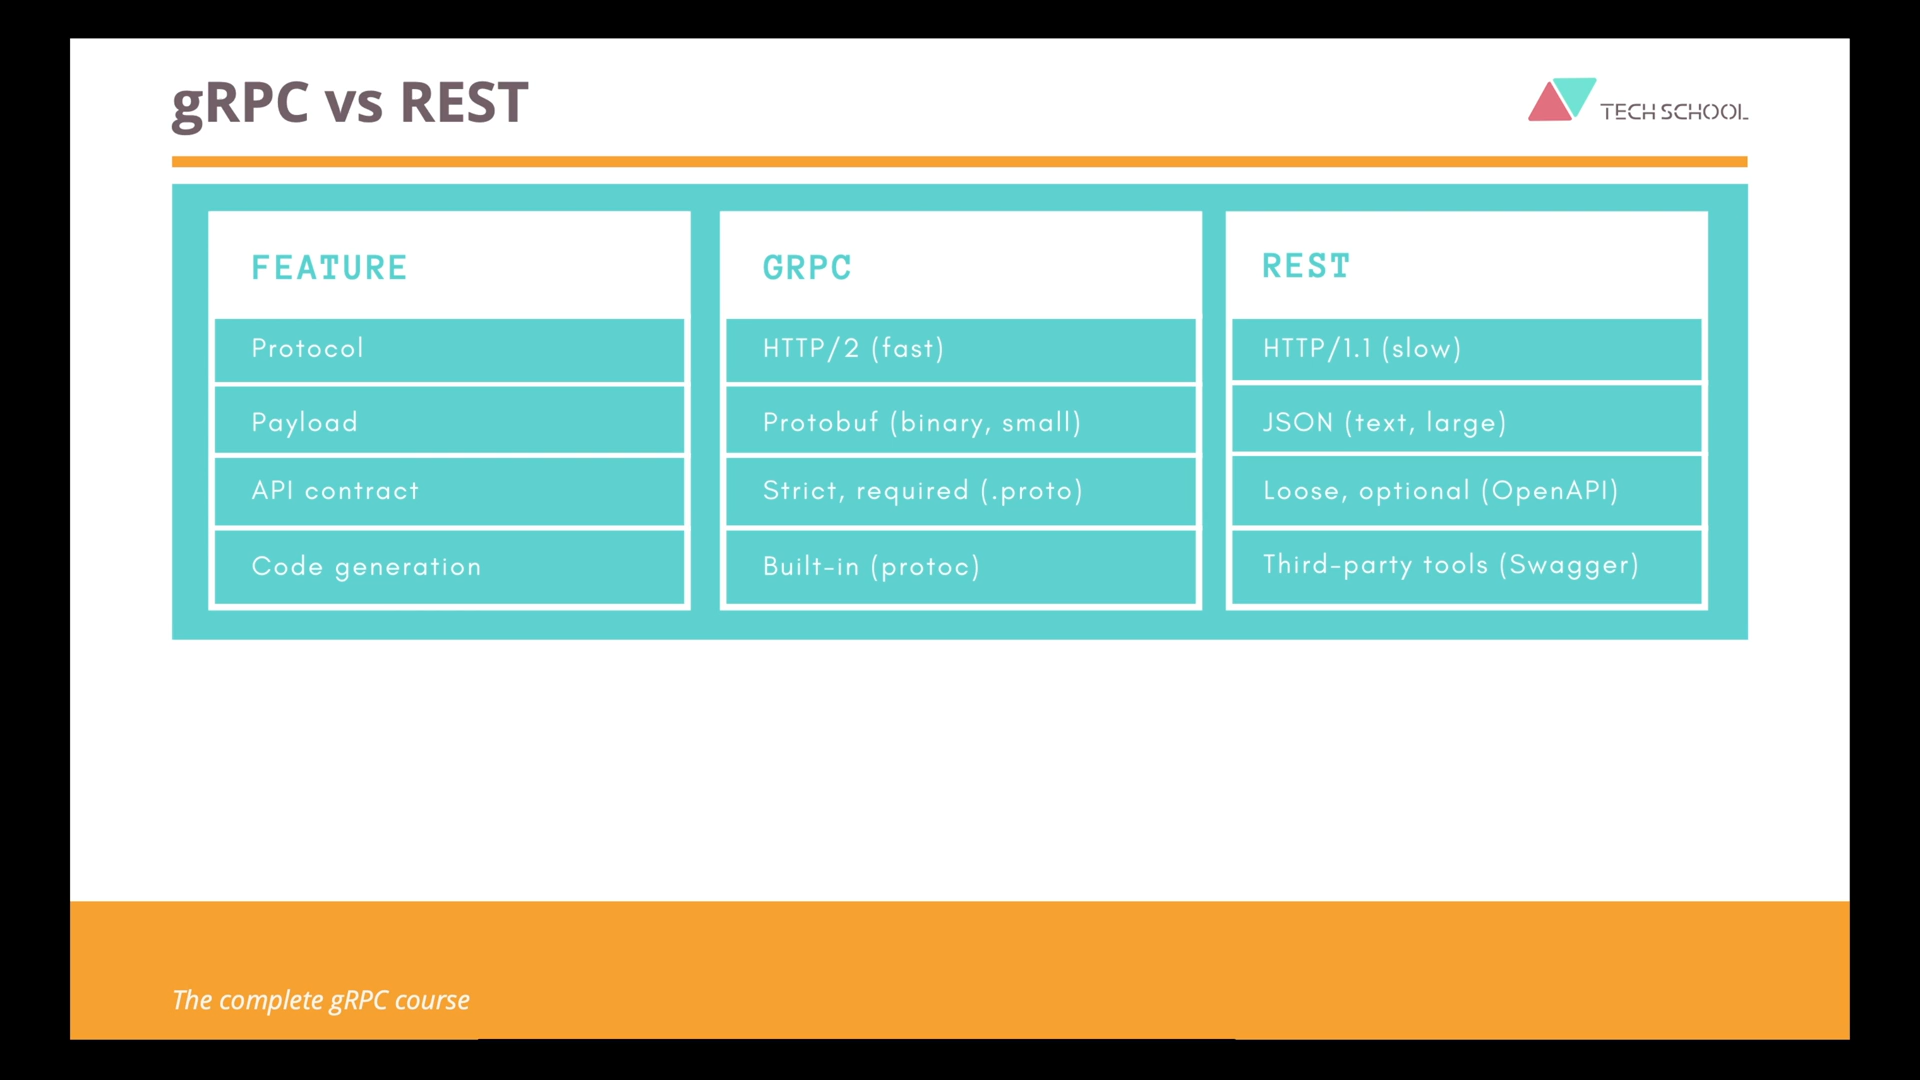 gRPC vs REST
TECH SCHOOL
FEATURE GRPC REST
Protocol HTTP/2 (fast) HTTP/1.1 (slow)
Payload Protobuf (binary, small) JSON (text, large)
API contract Strict, required (.proto) Loose, optional (OpenAPI)
Code generation Built-in (protoc) Third-party tools (Swagger)
The complete gRPC course